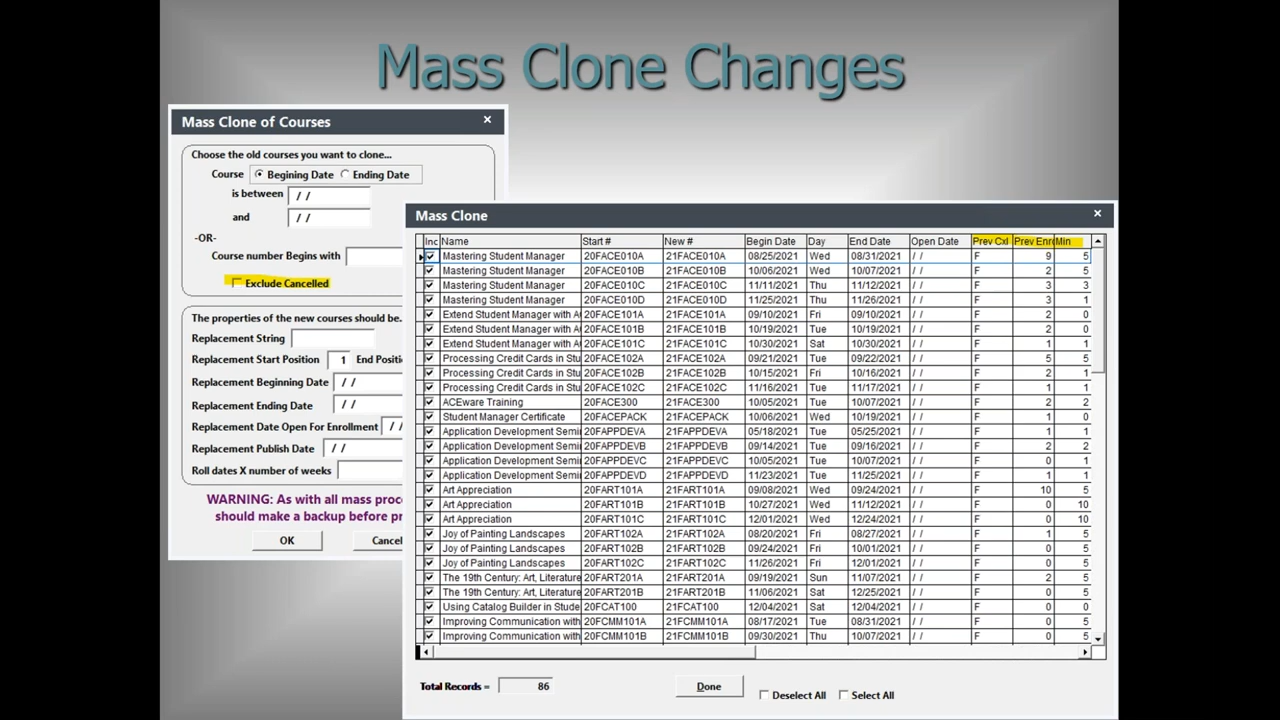 Mass Clone Changes
Mass Clone of Courses
Choose the old courses you want to clone...
Course Begining Date Ending Date
is between / /
and / /
-OR-
Course number Begins with
Exclude Cancelled
The properties of the new courses should be.
Replacement String
Replacement Start Position 1 End Positi
Replacement Beginning Date / /
Replacement Ending Date / /
Replacement Date Open For Enrollment / /
Replacement Publish Date / /
Roll dates X number of weeks
WARNING: As with all mass proce
should make a backup before pr
OK Cancel
Mass Clone
Inc Name Start # New # Begin Date Day End Date Open Date Prev Cxl Prev Enr Min
Mastering Student Manager 20FACE010A 21FACE010A 08/25/2021 Wed 08/31/2021 / / F 9 5
Mastering Student Manager 20FACE010B 21FACE010B 10/06/2021 Wed 10/07/2021 / / F 2 5
Mastering Student Manager 20FACE010C 21FACE010C 11/11/2021 Thu 11/12/2021 / / F 3 3
Mastering Student Manager 20FACE010D 21FACE010D 11/25/2021 Thu 11/26/2021 / / F 3 1
Extend Student Manager with A 20FACE101A 21FACE101A 09/10/2021 Fri 09/10/2021 / / F 2 0
Extend Student Manager with A 20FACE101B 21FACE101B 10/19/2021 Tue 10/19/2021 / / F 2 0
Extend Student Manager with A 20FACE101C 21FACE101C 10/30/2021 Sat 10/30/2021 / / F 1 1
Processing Credit Cards in Stu 20FACE102A 21FACE102A 09/21/2021 Tue 09/22/2021 / / F 5 5
Processing Credit Cards in Stu 20FACE102B 21FACE102B 10/15/2021 Fri 10/16/2021 / / F 2 1
Processing Credit Cards in Stu 20FACE102C 21FACE102C 11/16/2021 Tue 11/17/2021 / / F 1 1
ACEware Training 20FACE300 21FACE300 10/05/2021 Tue 10/07/2021 / / F 2 2
Student Manager Certificate 20FACEPACK 21FACEPACK 10/06/2021 Wed 10/19/2021 / / F 1 0
Application Development Semi 20FAPPDEVA 21FAPPDEVA 05/18/2021 Tue 05/25/2021 / / F 1 1
Application Development Semi 20FAPPDEVB 21FAPPDEVB 09/14/2021 Tue 09/16/2021 / / F 2 2
Application Development Semi 20FAPPDEVC 21FAPPDEVC 10/05/2021 Tue 10/07/2021 / / F 0 1
Application Development Semi 20FAPPDEVD 21FAPPDEVD 11/23/2021 Tue 11/25/2021 / / F 1 1
Art Appreciation 20FART101A 21FART101A 09/08/2021 Wed 09/24/2021 / / F 10 5
Art Appreciation 20FART101B 21FART101B 10/27/2021 Wed 11/12/2021 / / F 0 10
Art Appreciation 20FART101C 21FART101C 12/01/2021 Wed 12/24/2021 / / F 0 10
Joy of Painting Landscapes 20FART102A 21FART102A 08/20/2021 Fri 08/27/2021 / / F 1 5
Joy of Painting Landscapes 20FART102B 21FART102B 09/24/2021 Fri 10/01/2021 / / F 0 5
Joy of Painting Landscapes 20FART102C 21FART102C 11/26/2021 Fri 12/01/2021 / / F 0 5
The 19th Century: Art, Literature 20FART201A 21FART201A 09/19/2021 Sun 11/07/2021 / / F 2 5
The 19th Century: Art, Literature 20FART201B 21FART201B 11/06/2021 Sat 12/25/2021 / / F 0 5
Using Catalog Builder in Stude 20FCAT100 21FCAT100 12/04/2021 Sat 12/04/2021 / / F 0 0
Improving Communication with 20FCMM101A 21FCMM101A 08/17/2021 Tue 08/31/2021 / / F 0 5
Improving Communication with 20FCMM101B 21FCMM101B 09/30/2021 Thu 10/07/2021 / / F 0 5
Total Records = 86 Done Deselect All Select All